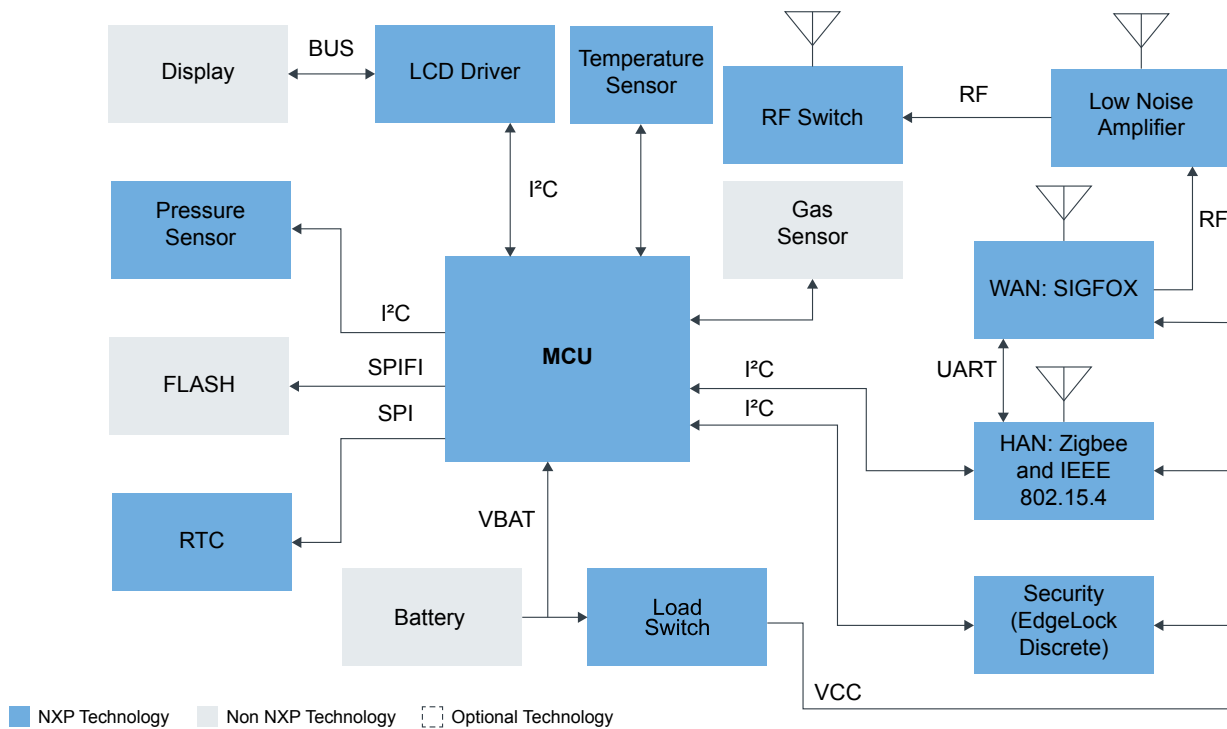 Display
BUS
LCD Driver
Temperature
Sensor
RF Switch
RF
Low Noise
Amplifier
I²C
Pressure
Sensor
Gas
Sensor
RF
WAN: SIGFOX
I²C
MCU
SPIFI
FLASH
SPI
I²C
I²C
UART
HAN: Zigbee
and IEEE
802.15.4
RTC
VBAT
Battery
Load
Switch
Security
(EdgeLock
Discrete)
VCC
NXP Technology
Non NXP Technology
Optional Technology